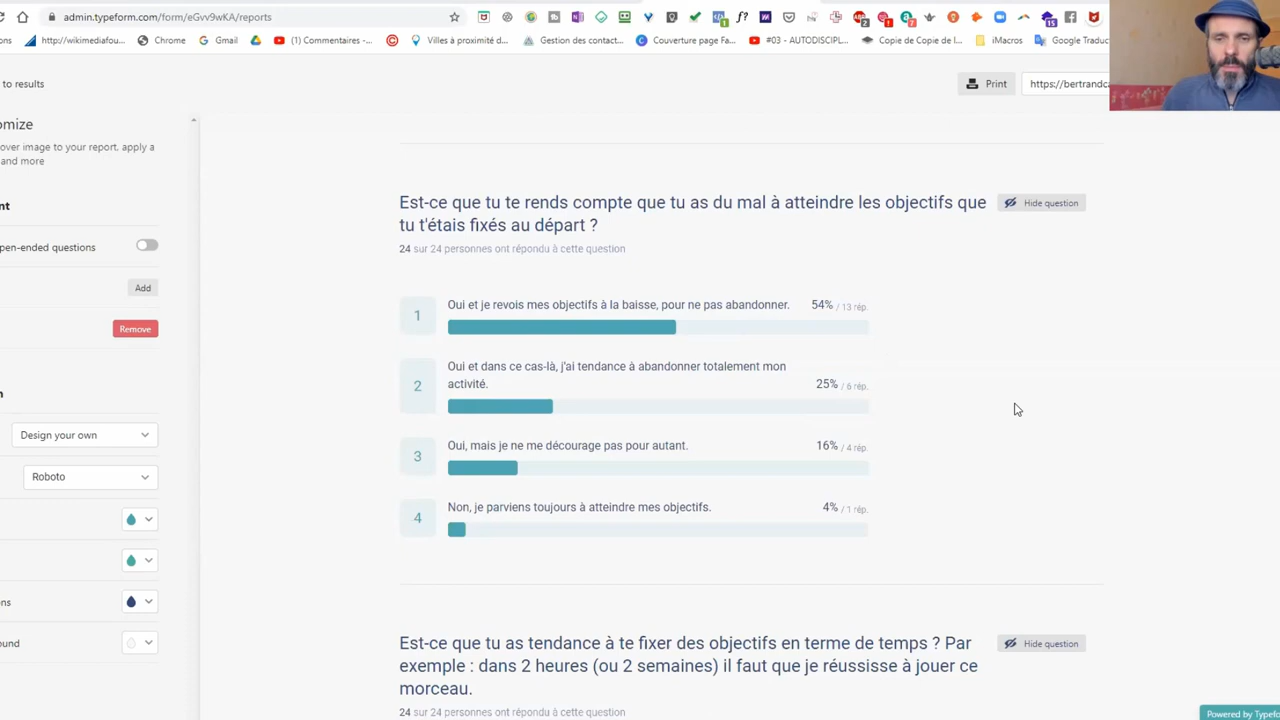 admin.typeform.com/form/eGvv9wKA/reports
http://wikimediafou...
Chrome
Gmail
(1) Commentaires -...
Villes à proximité d...
Gestion des contact...
Couverture page Fa...
#03 - AUTODISCIPL...
Copie de Copie de l...
iMacros
Google Traduc
to results
Print
https://bertrandca
omize
over image to your report, apply a
and more
nt
pen-ended questions
Add
Remove
n
Design your own
Roboto
ns
ound
Est-ce que tu te rends compte que tu as du mal à atteindre les objectifs que
tu t'étais fixés au départ ?
Hide question
24 sur 24 personnes ont répondu à cette question
1
Oui et je revois mes objectifs à la baisse, pour ne pas abandonner.
54% / 13 rép.
2
Oui et dans ce cas-là, j'ai tendance à abandonner totalement mon
activité.
25% / 6 rép.
3
Oui, mais je ne me décourage pas pour autant.
16% / 4 rép.
4
Non, je parviens toujours à atteindre mes objectifs.
4% / 1 rép.
Est-ce que tu as tendance à te fixer des objectifs en terme de temps ? Par
exemple : dans 2 heures (ou 2 semaines) il faut que je réussisse à jouer ce
morceau.
Hide question
24 sur 24 personnes ont répondu à cette question
Powered by Typefo